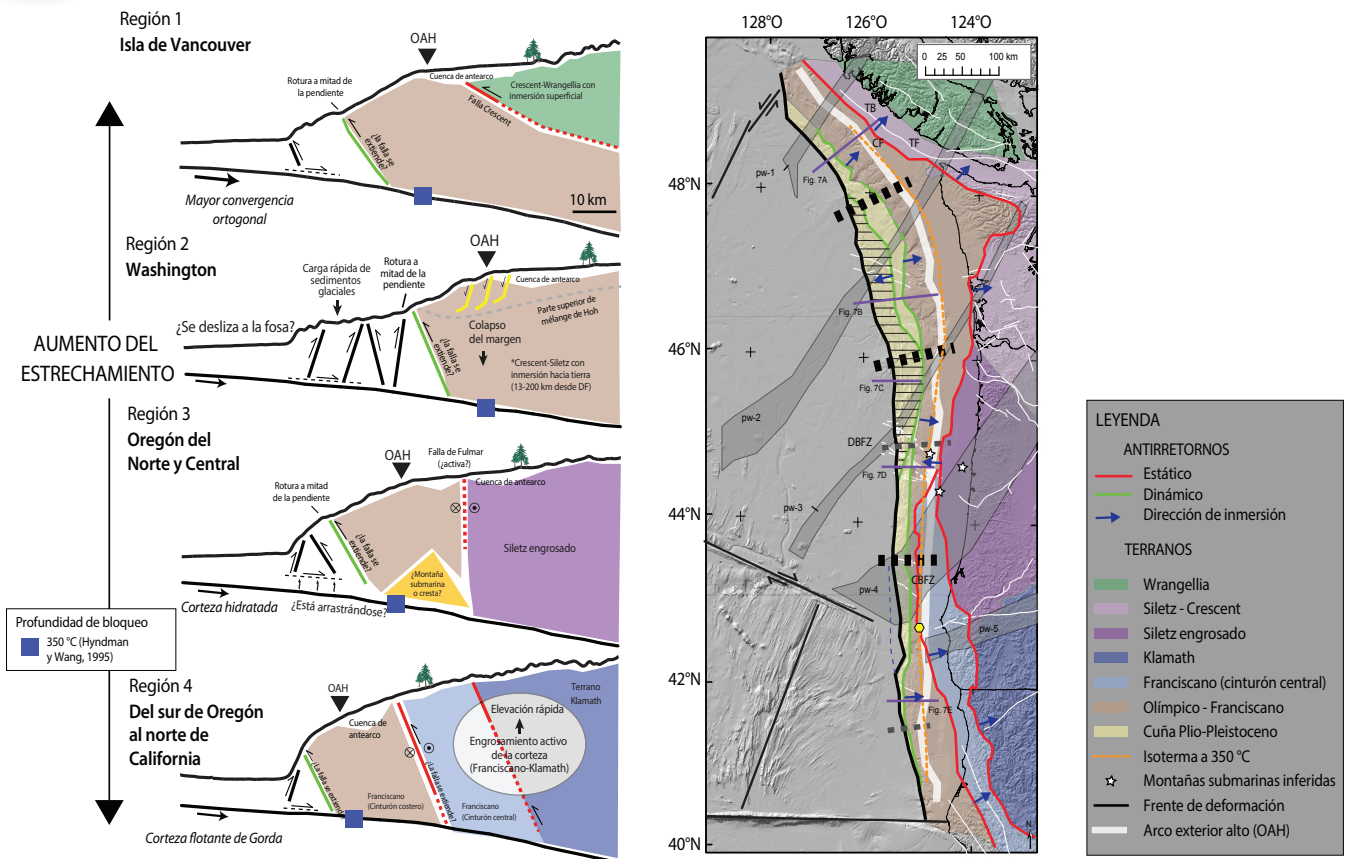 Región 1
Isla de Vancouver
OAH
Rotura a mitad de
la pendiente
Cuenca de antearco
Crescent-Wrangellia con
inmersión superficial
Falla Crescent
¿la falla se
extiende?
Mayor convergencia
ortogonal
10 km
Región 2
Washington
OAH
Carga rápida de
sedimentos
glaciales
Rotura a
mitad de la
pendiente
Cuenca de antearco
Parte superior de
mélange de Hoh
¿Se desliza a la fosa?
Colapso
del margen
¿la falla se
extiende?
*Crescent-Siletz con
inmersión hacia tierra
(13-200 km desde DF)
AUMENTO DEL
ESTRECHAMIENTO
Región 3
Oregón del
Norte y Central
OAH
Falla de Fulmar
(¿activa?)
Cuenca de antearco
Rotura a mitad
de la pendiente
¿la falla se
extiende?
Siletz engrosado
¿Montaña
submarina
o cresta?
Corteza hidratada
¿Está arrastrándose?
Profundidad de bloqueo
350 °C (Hyndman
y Wang, 1995)
Región 4
Del sur de Oregón
al norte de
California
OAH
Cuenca de
antearco
Terrano
Klamath
Elevación rápida
Engrosamiento activo
de la corteza
(Franciscano-Klamath)
¿La falla se extiende?
Franciscano
(Cinturón costero)
¿La falla se extiende?
Franciscano
(Cinturón central)
Corteza flotante de Gorda
128°O
126°O
124°O
0 25 50 100 km
TB
CF
TF
pw-1
Fig. 7A
48°N
Fig. 7B
46°N
Fig. 7C
pw-2
DBFZ
Fig. 7D
pw-3
44°N
CBFZ
pw-4
pw-5
42°N
Fig. 7E
40°N
N
LEYENDA
ANTIRRETORNOS
Estático
Dinámico
Dirección de inmersión
TERRANOS
Wrangellia
Siletz - Crescent
Siletz engrosado
Klamath
Franciscano (cinturón central)
Olímpico - Franciscano
Cuña Plio-Pleistoceno
Isoterma a 350 °C
Montañas submarinas inferidas
Frente de deformación
Arco exterior alto (OAH)